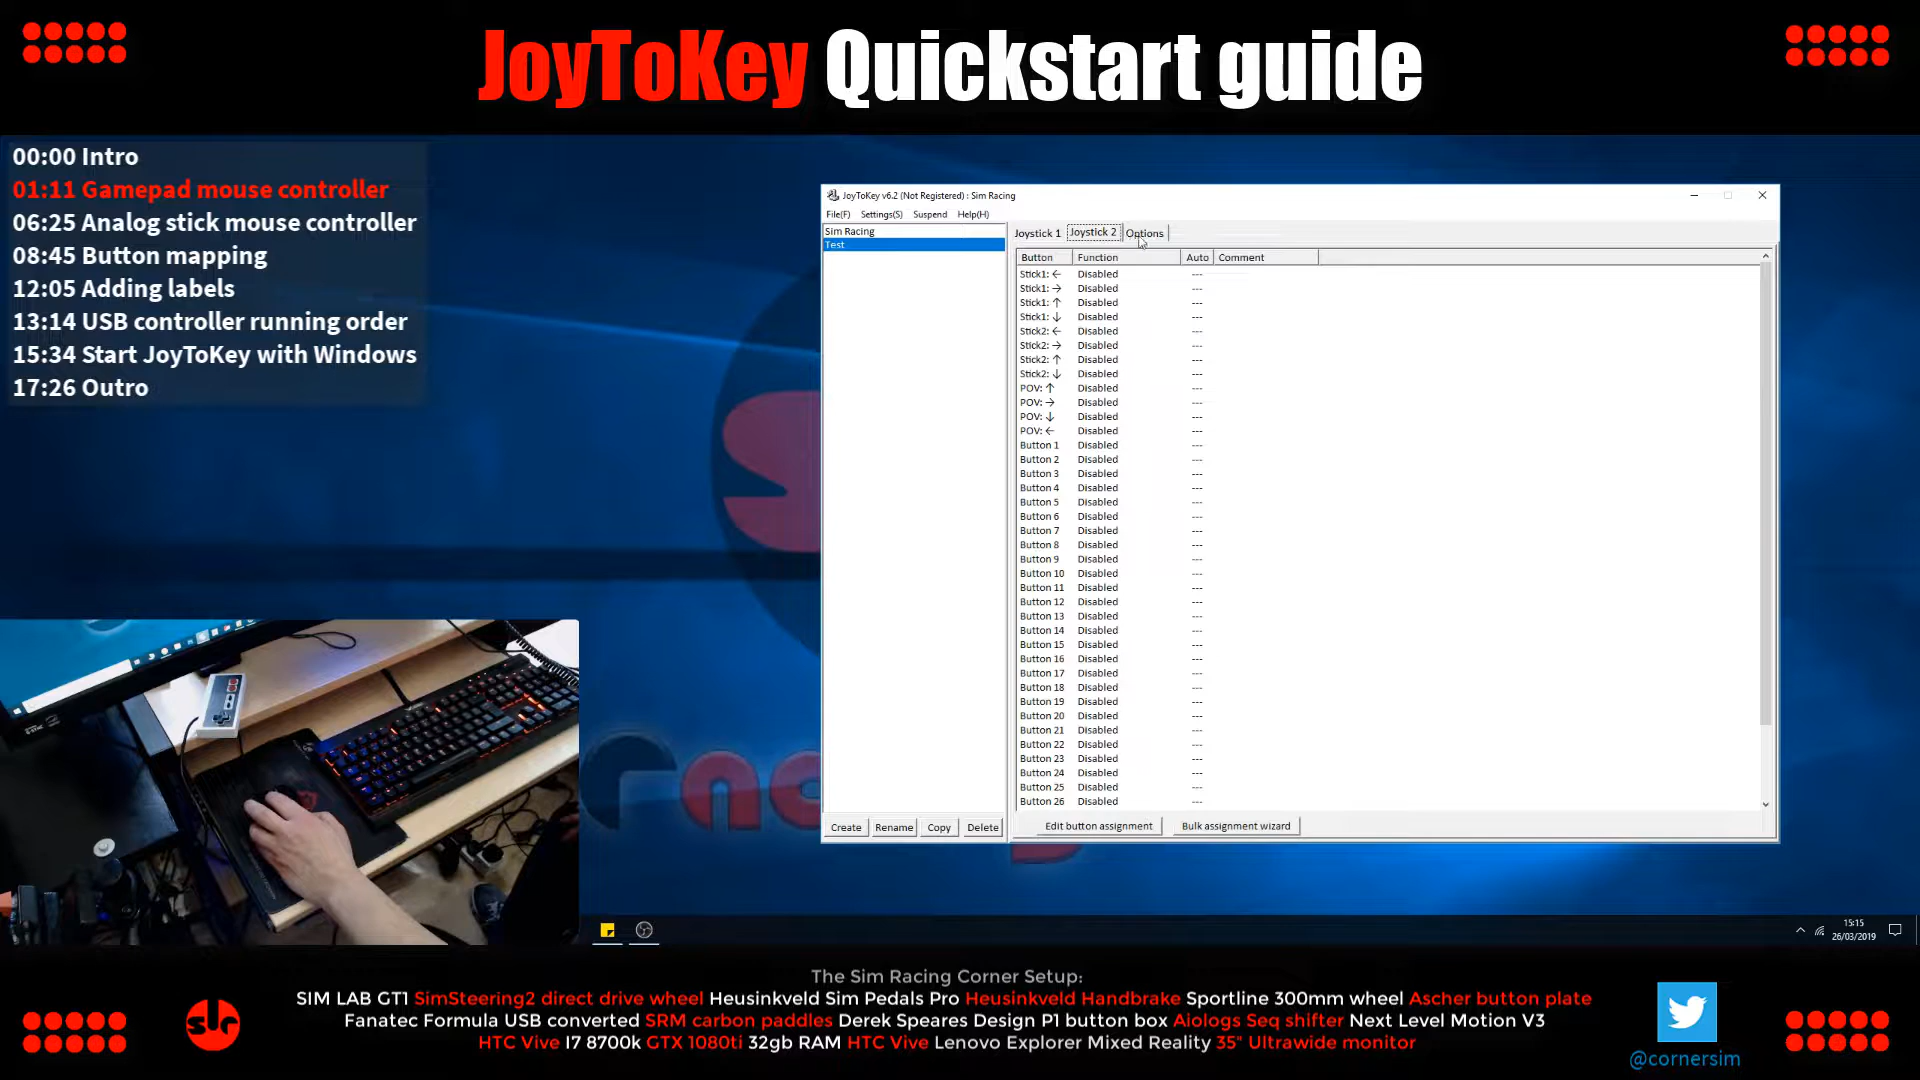 JoyToKey Quickstart guide
00:00 Intro
01:11 Gamepad mouse controller
06:25 Analog stick mouse controller
08:45 Button mapping
12:05 Adding labels
13:14 USB controller running order
15:34 Start JoyToKey with Windows
17:26 Outro
JoyToKey v6.2 (Not Registered) : Sim Racing
File(F) Settings(S) Suspend Help(H)
Sim Racing
Test
Joystick 1 Joystick 2 Options
Button Function Auto Comment
Stick1: ← Disabled ---
Stick1: → Disabled ---
Stick1: ↑ Disabled ---
Stick1: ↓ Disabled ---
Stick2: ← Disabled ---
Stick2: → Disabled ---
Stick2: ↑ Disabled ---
Stick2: ↓ Disabled ---
POV: ↑ Disabled ---
POV: → Disabled ---
POV: ↓ Disabled ---
POV: ← Disabled ---
Button 1 Disabled ---
Button 2 Disabled ---
Button 3 Disabled ---
Button 4 Disabled ---
Button 5 Disabled ---
Button 6 Disabled ---
Button 7 Disabled ---
Button 8 Disabled ---
Button 9 Disabled ---
Button 10 Disabled ---
Button 11 Disabled ---
Button 12 Disabled ---
Button 13 Disabled ---
Button 14 Disabled ---
Button 15 Disabled ---
Button 16 Disabled ---
Button 17 Disabled ---
Button 18 Disabled ---
Button 19 Disabled ---
Button 20 Disabled ---
Button 21 Disabled ---
Button 22 Disabled ---
Button 23 Disabled ---
Button 24 Disabled ---
Button 25 Disabled ---
Button 26 Disabled ---
Create Rename Copy Delete
Edit button assignment Bulk assignment wizard
15:15
26/03/2019
The Sim Racing Corner Setup:
SIM LAB GT1 SimSteering2 direct drive wheel Heusinkveld Sim Pedals Pro Heusinkveld Handbrake Sportline 300mm wheel Ascher button plate
Fanatec Formula USB converted SRM carbon paddles Derek Speares Design P1 button box Aiologs Seq shifter Next Level Motion V3
HTC Vive I7 8700k GTX 1080ti 32gb RAM HTC Vive Lenovo Explorer Mixed Reality 35" Ultrawide monitor
@cornersim